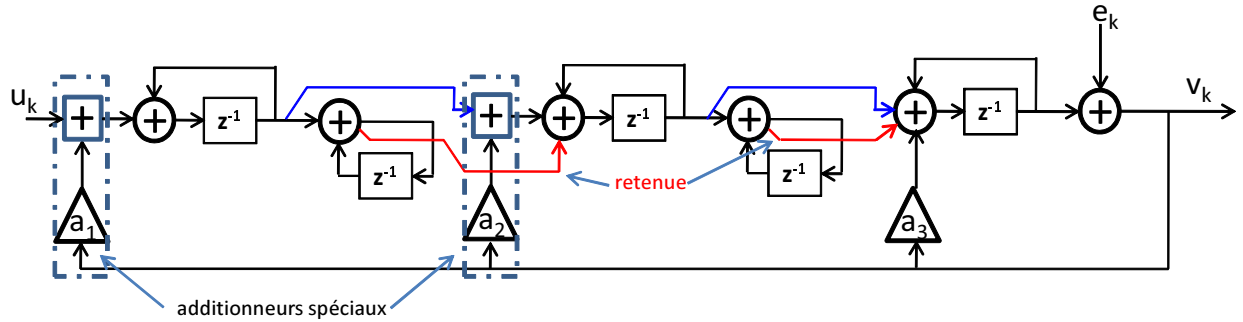 e_k
u_k
+
+
z⁻¹
+
z⁻¹
+
+
z⁻¹
+
z⁻¹
+
z⁻¹
+
v_k
retenue
a_1
a_2
a_3
additionneurs spéciaux